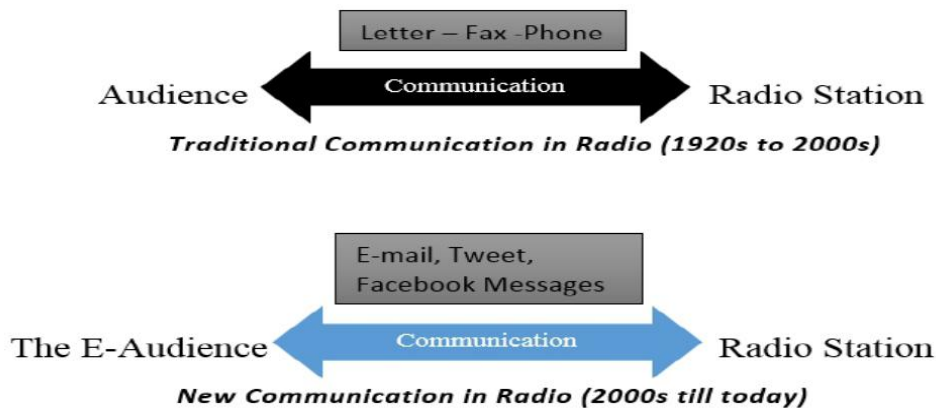 Letter – Fax -Phone
Audience Communication Radio Station
Traditional Communication in Radio (1920s to 2000s)
E-mail, Tweet,
Facebook Messages
The E-Audience Communication Radio Station
New Communication in Radio (2000s till today)